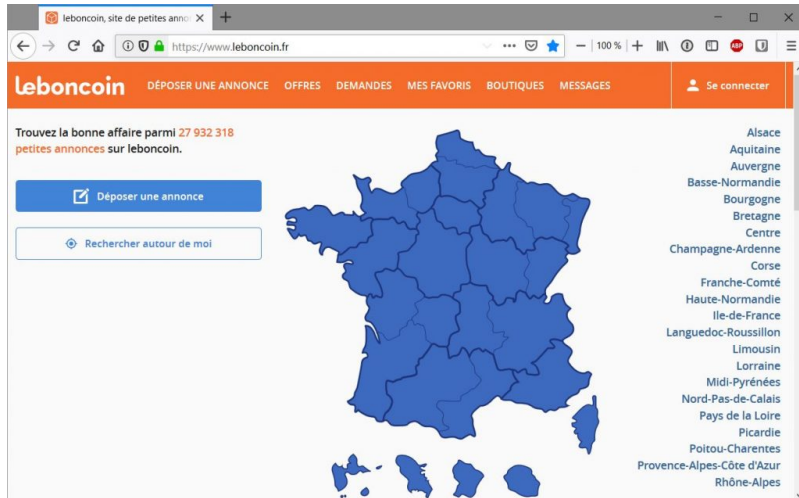 leboncoin, site de petites anno
https://www.leboncoin.fr
100 %
ABP
leboncoin
DÉPOSER UNE ANNONCE
OFFRES
DEMANDES
MES FAVORIS
BOUTIQUES
MESSAGES
Se connecter
Trouvez la bonne affaire parmi 27 932 318
petites annonces sur leboncoin.
Déposer une annonce
Rechercher autour de moi
Alsace
Aquitaine
Auvergne
Basse-Normandie
Bourgogne
Bretagne
Centre
Champagne-Ardenne
Corse
Franche-Comté
Haute-Normandie
Ile-de-France
Languedoc-Roussillon
Limousin
Lorraine
Midi-Pyrénées
Nord-Pas-de-Calais
Pays de la Loire
Picardie
Poitou-Charentes
Provence-Alpes-Côte d'Azur
Rhône-Alpes